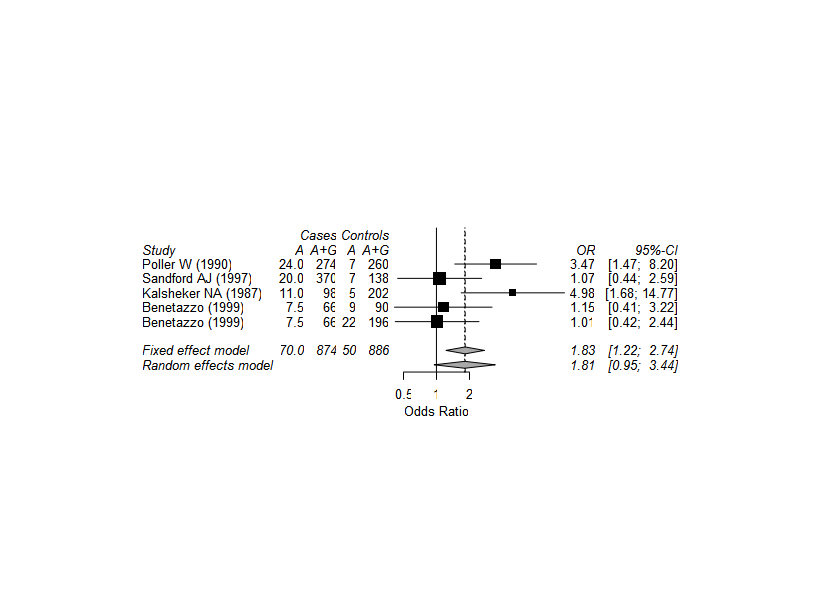 Cases Controls
Study A A+G A A+G OR 95%-CI
Poller W (1990) 24.0 274 7 260 3.47 [1.47; 8.20]
Sandford AJ (1997) 20.0 370 7 138 1.07 [0.44; 2.59]
Kalsheker NA (1987) 11.0 98 5 202 4.98 [1.68; 14.77]
Benetazzo (1999) 7.5 66 9 90 1.15 [0.41; 3.22]
Benetazzo (1999) 7.5 66 22 196 1.01 [0.42; 2.44]
Fixed effect model 70.0 874 50 886 1.83 [1.22; 2.74]
Random effects model 1.81 [0.95; 3.44]
0.5 1 2
Odds Ratio